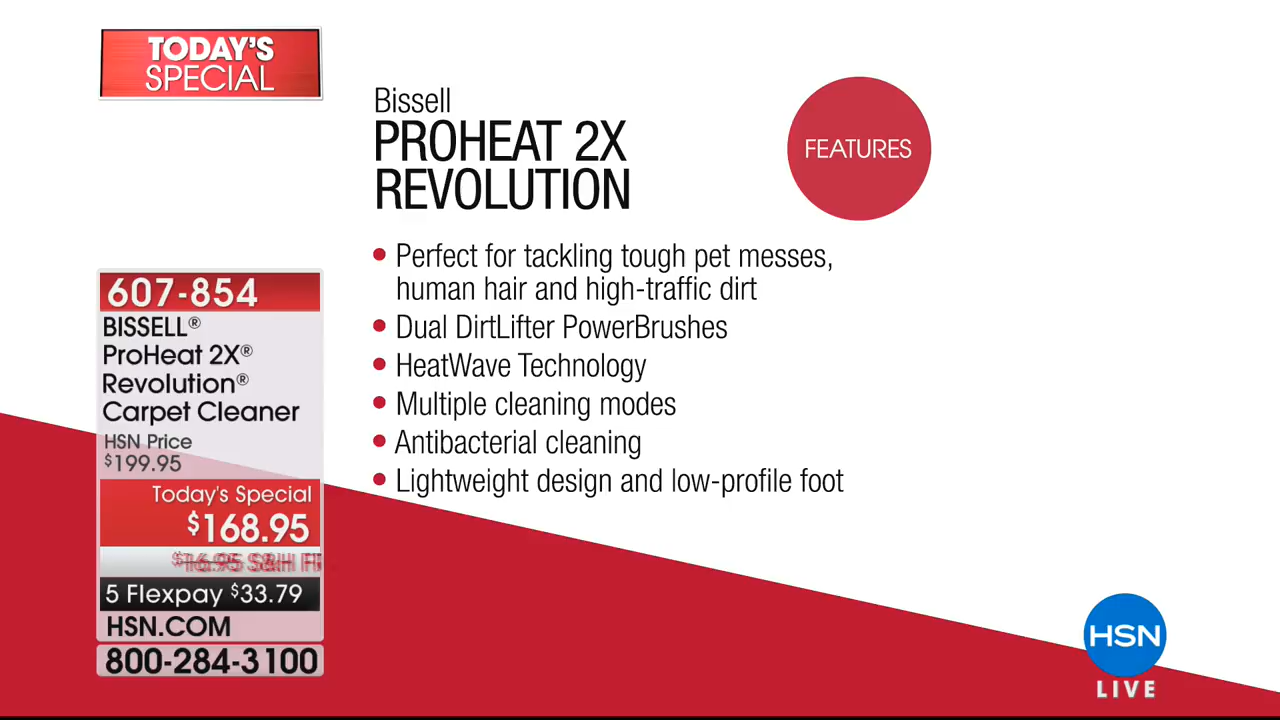 TODAY'S
SPECIAL
Bissell
PROHEAT 2X
REVOLUTION
FEATURES
• Perfect for tackling tough pet messes,
human hair and high-traffic dirt
• Dual DirtLifter PowerBrushes
• HeatWave Technology
• Multiple cleaning modes
• Antibacterial cleaning
• Lightweight design and low-profile foot
607-854
BISSELL®
ProHeat 2X®
Revolution®
Carpet Cleaner
HSN Price
$199.95
Today's Special
$168.95
$16.95 S&H
5 Flexpay $33.79
HSN.COM
800-284-3100
HSN
LIVE